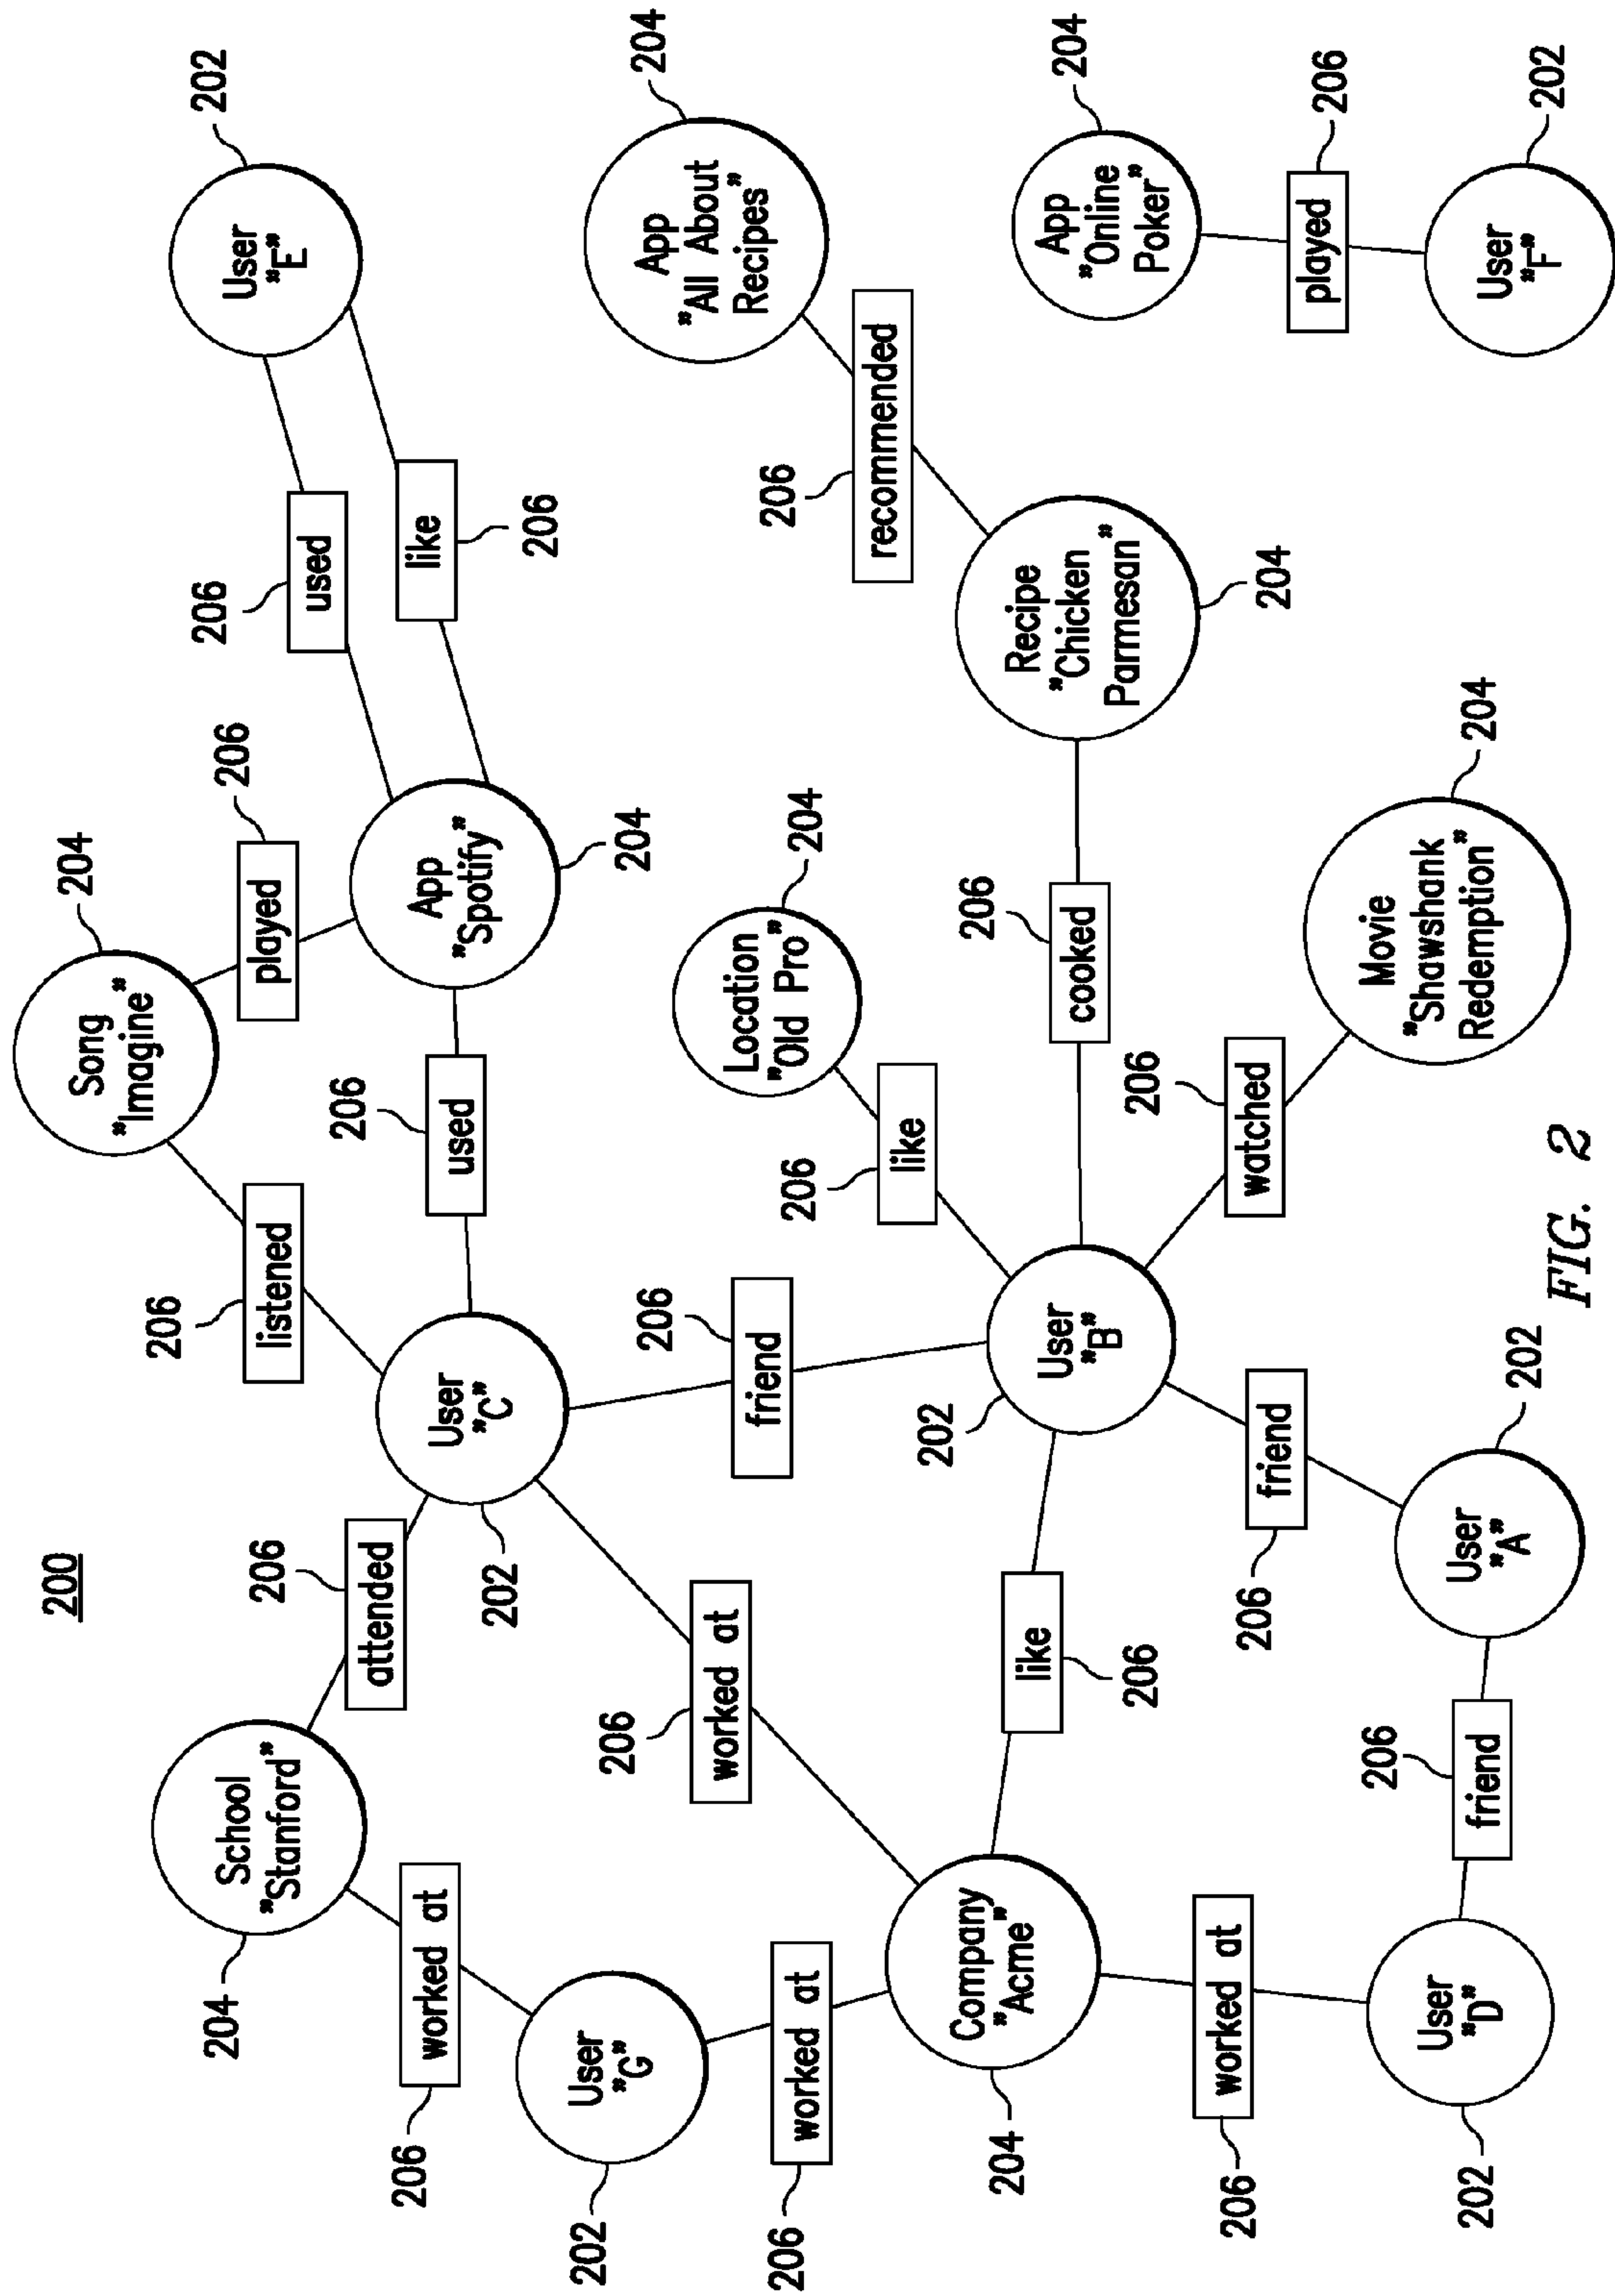 200
204
Song
"Imagine"
206
listened
206
played
204
School
"Stanford"
204
206
attended
206
worked at
User
"E"
202
206
used
206
like
User
"C"
202
206
used
App
"Spotify"
204
User
"G"
202
206
worked at
206
worked at
206
friend
Location
"Old Pro"
204
206
like
App
"All About
Recipes"
204
206
recommended
Company
"Acme"
204
206
like
User
"B"
202
206
cooked
Recipe
"Chicken
Parmesan"
204
App
"Online
Poker"
204
206
worked at
206
friend
206
watched
206
played
User
"D"
202
206
friend
User
"A"
202
Movie
"Shawshank
Redemption"
204
User
"F"
202
FIG. 2